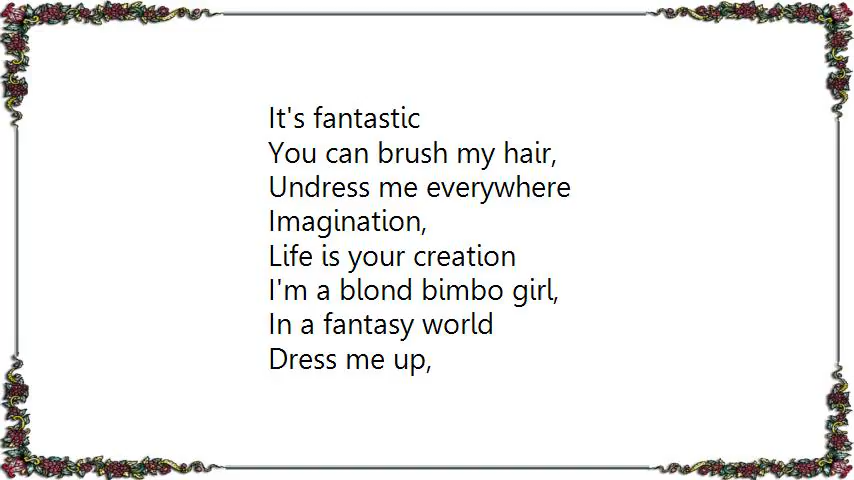 It's fantastic
You can brush my hair,
Undress me everywhere
Imagination,
Life is your creation
I'm a blond bimbo girl,
In a fantasy world
Dress me up,